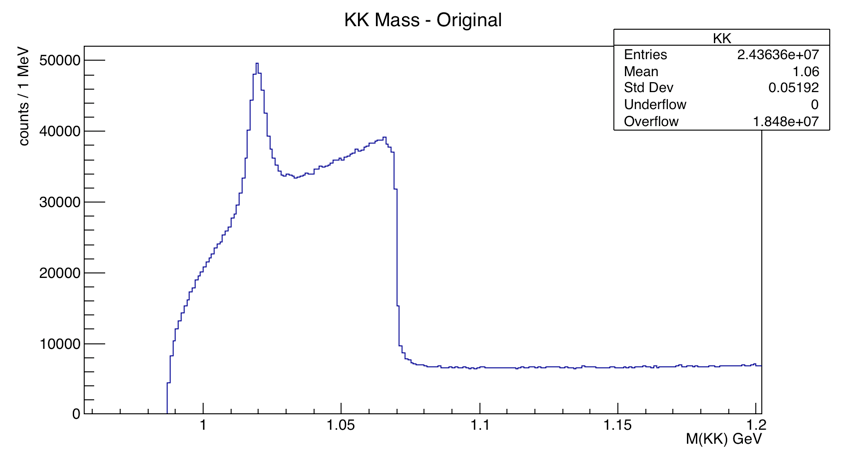 KK Mass - Original
KK
Entries 2.43636e+07
Mean 1.06
Std Dev 0.05192
Underflow 0
Overflow 1.848e+07
counts / 1 MeV
50000
40000
30000
20000
10000
0
1 1.05 1.1 1.15 1.2
M(KK) GeV